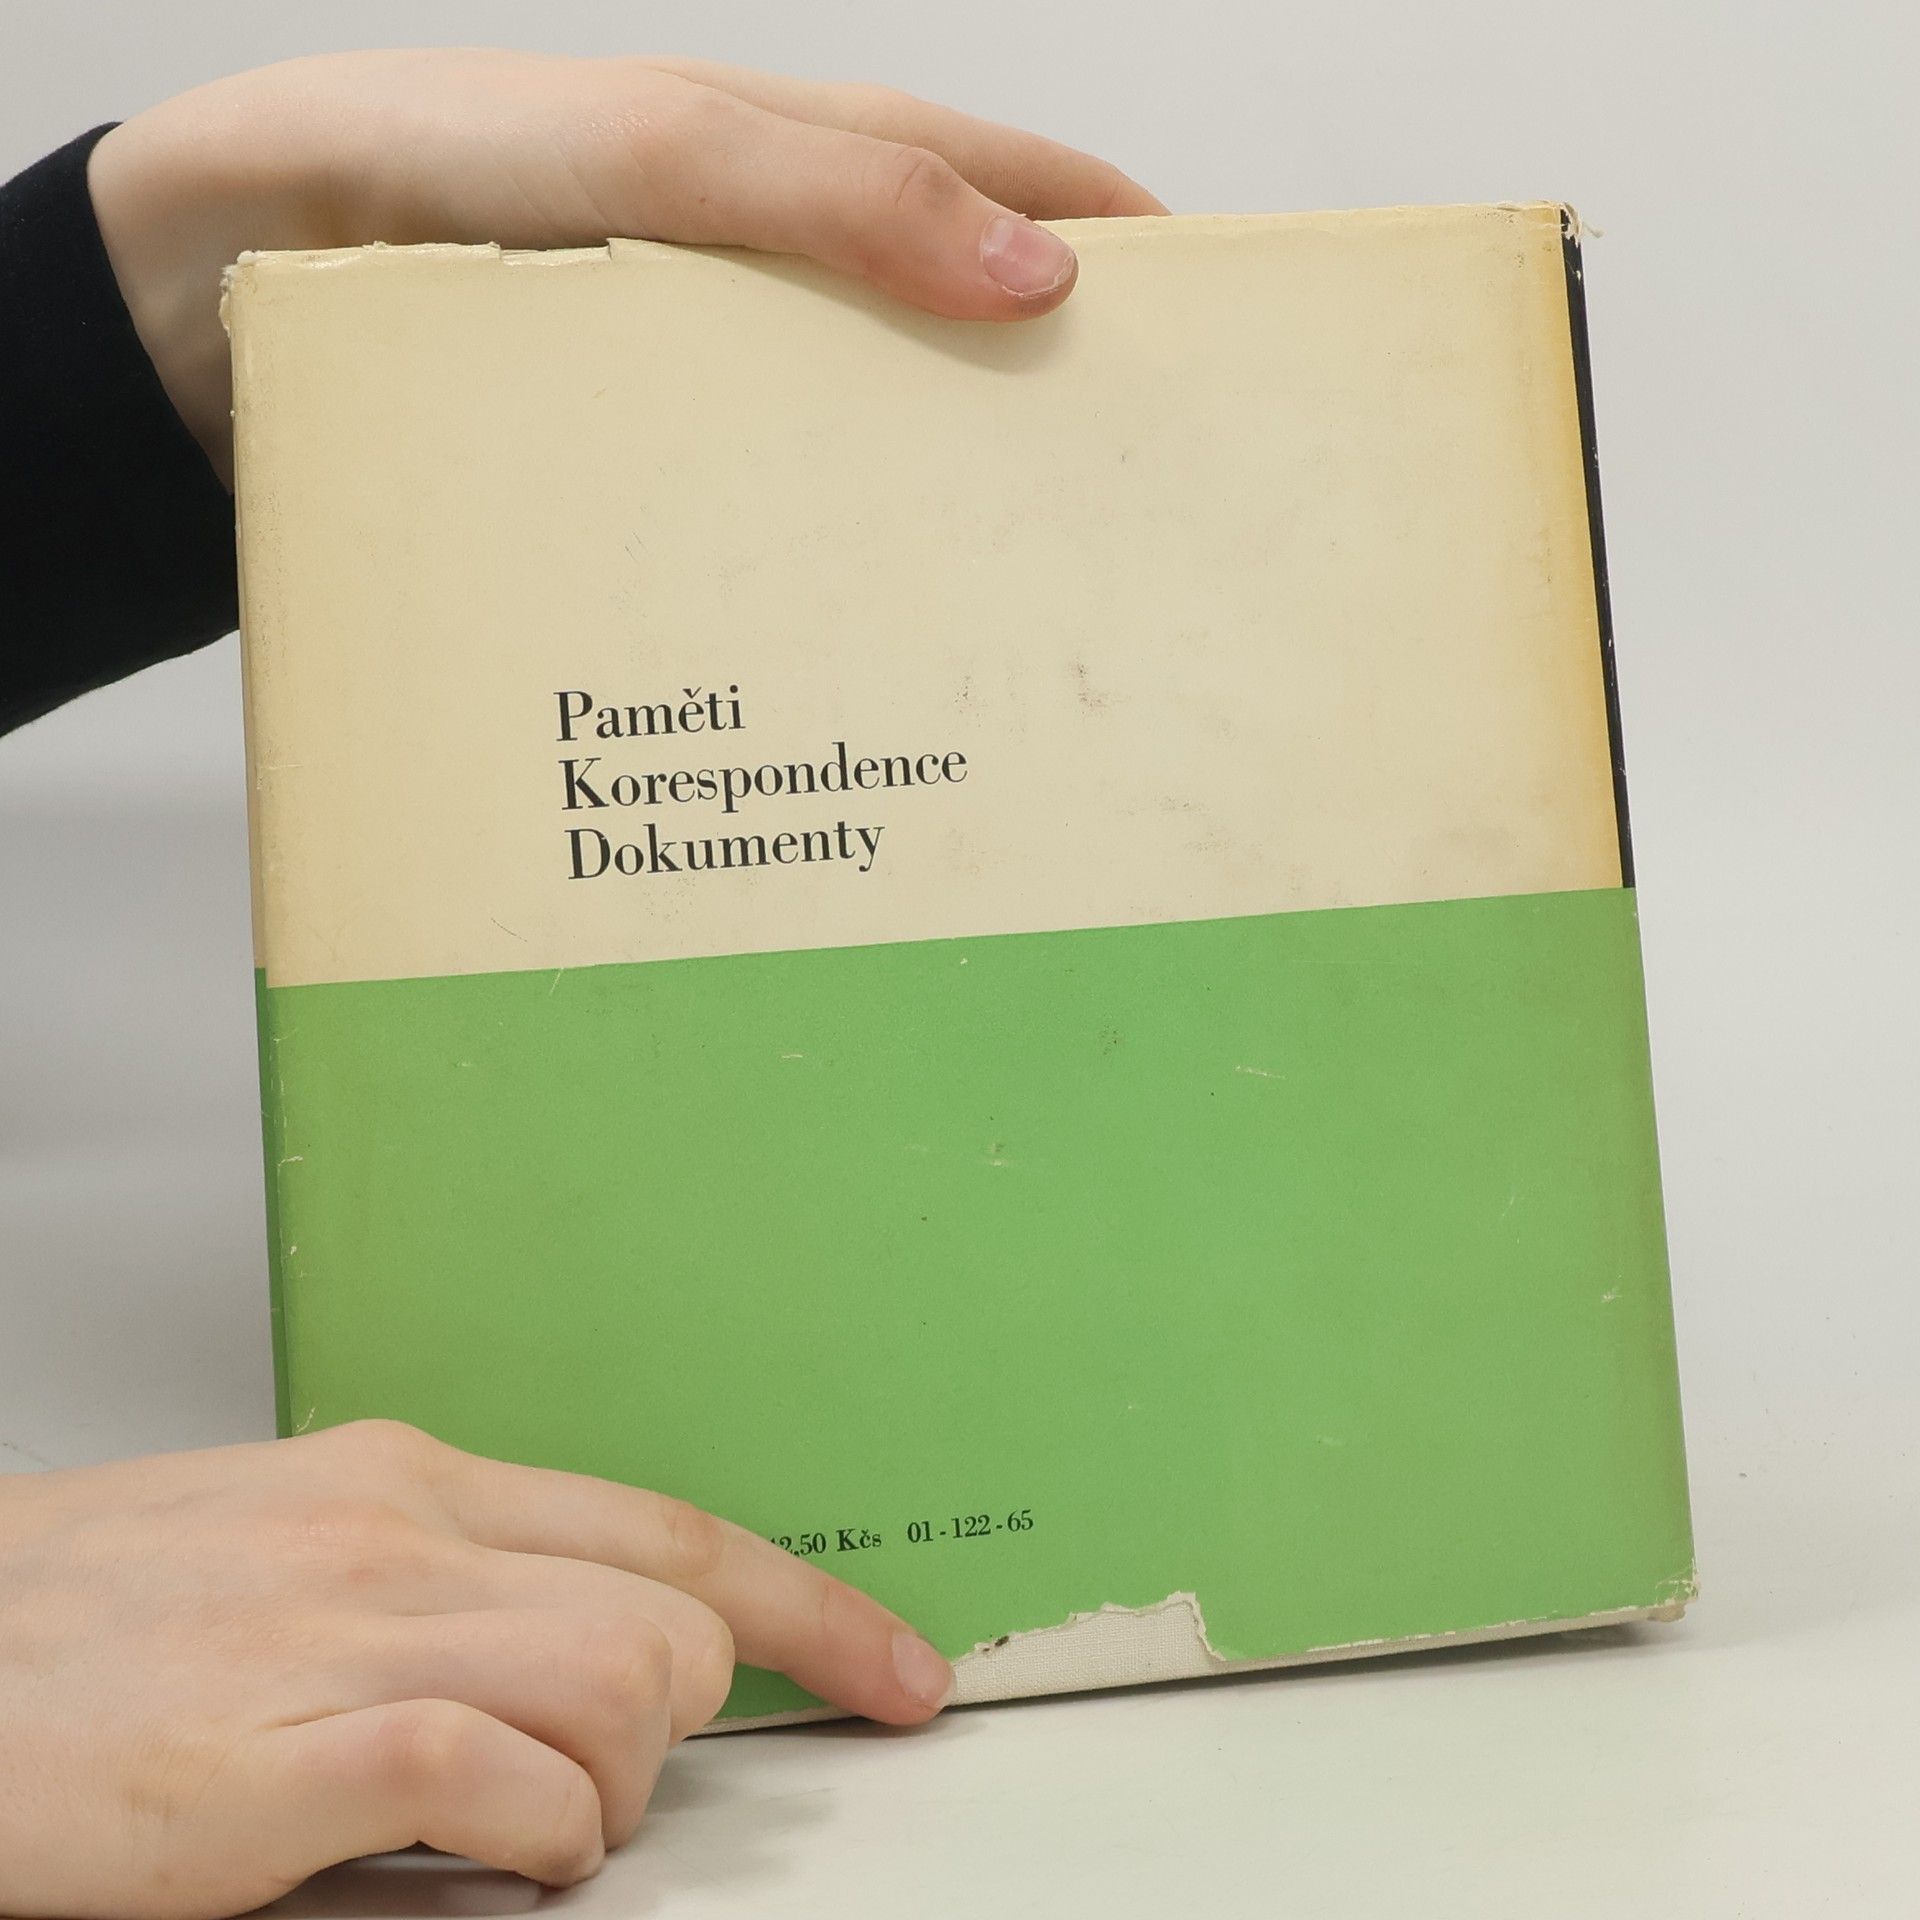 Paměti
Korespondence
Dokumenty
Kčs 01-122-65